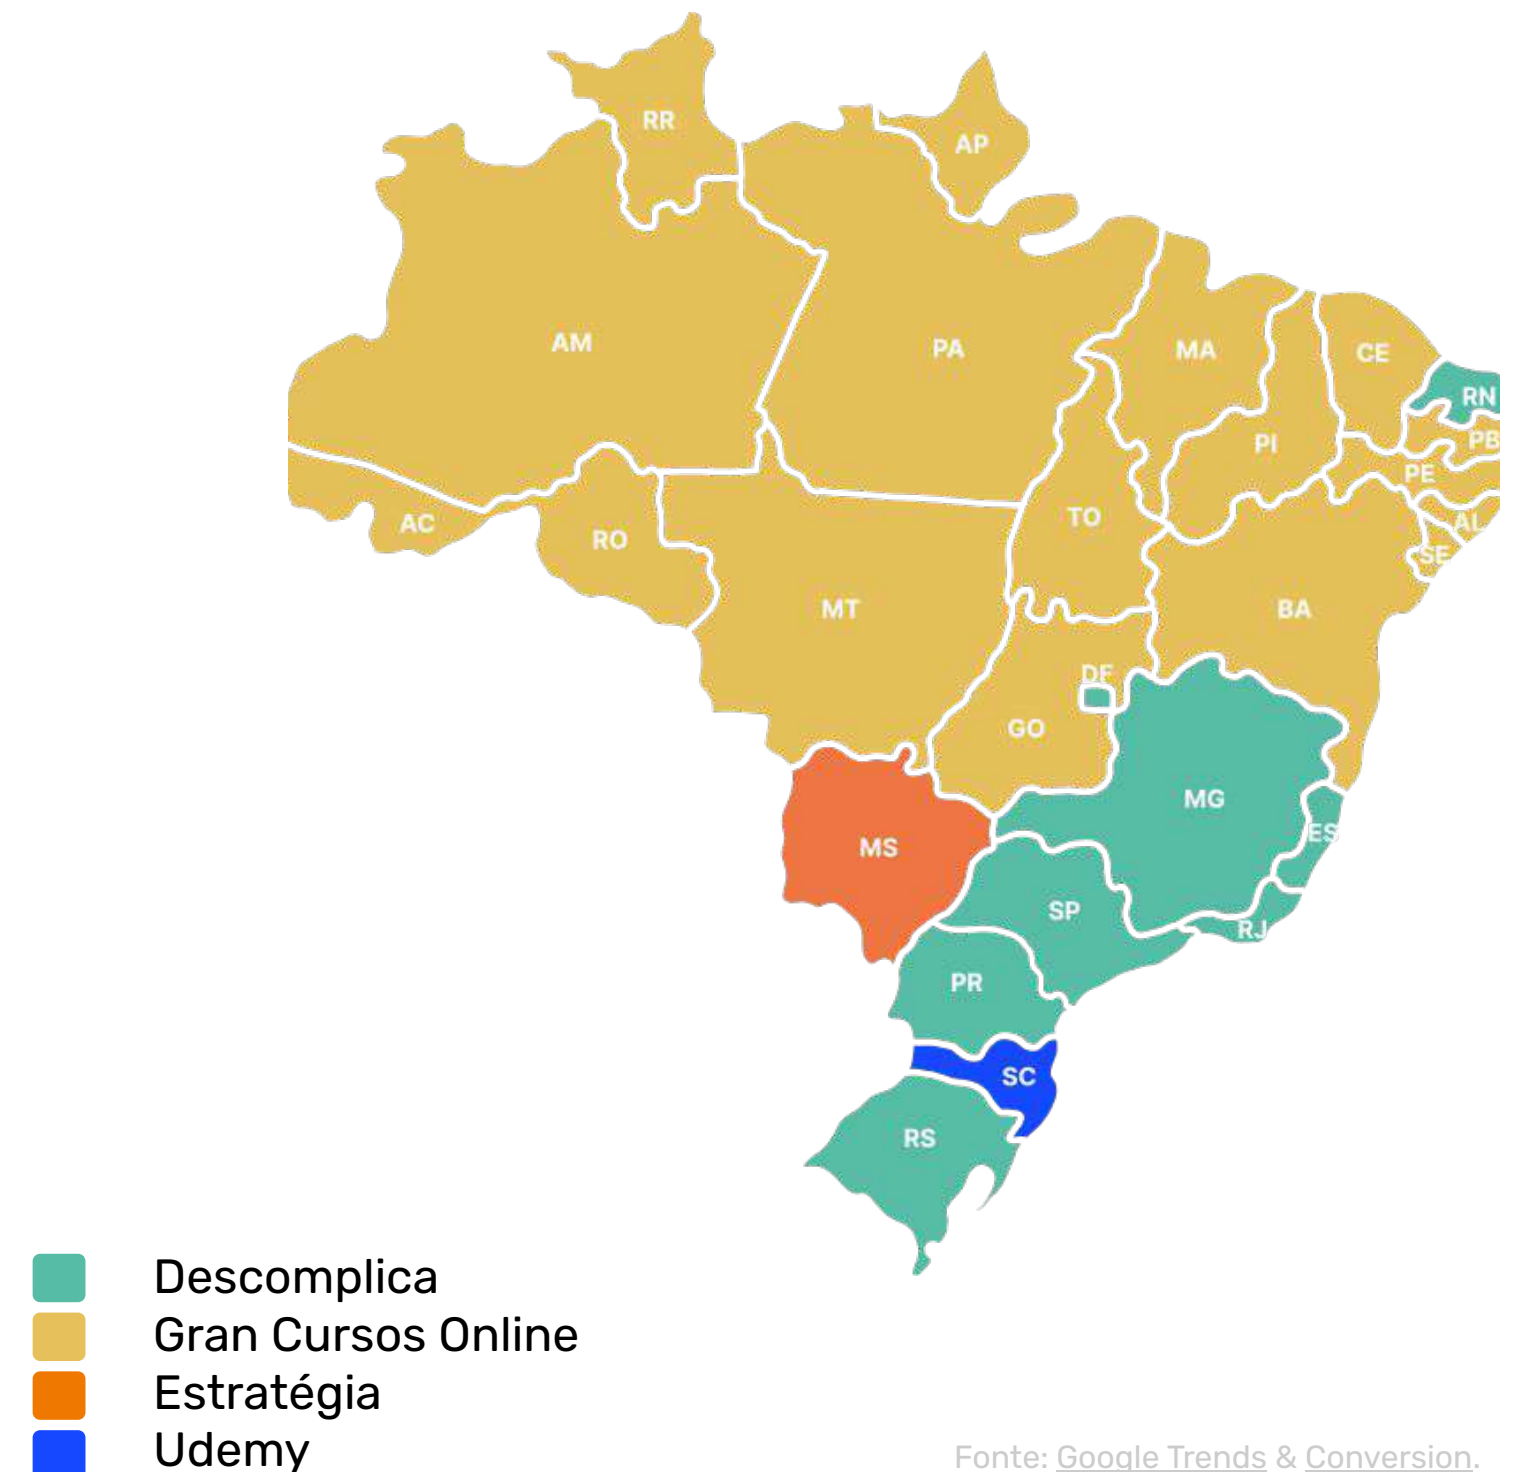 RR
AP
AM
PA
MA
CE
RN
PI
PB
PE
AC
TO
AL
RO
SE
MT
BA
DF
GO
MG
MS
ES
SP
RJ
PR
SC
RS
Descomplica
Gran Cursos Online
Estratégia
Udemy
Fonte: Google Trends & Conversion.